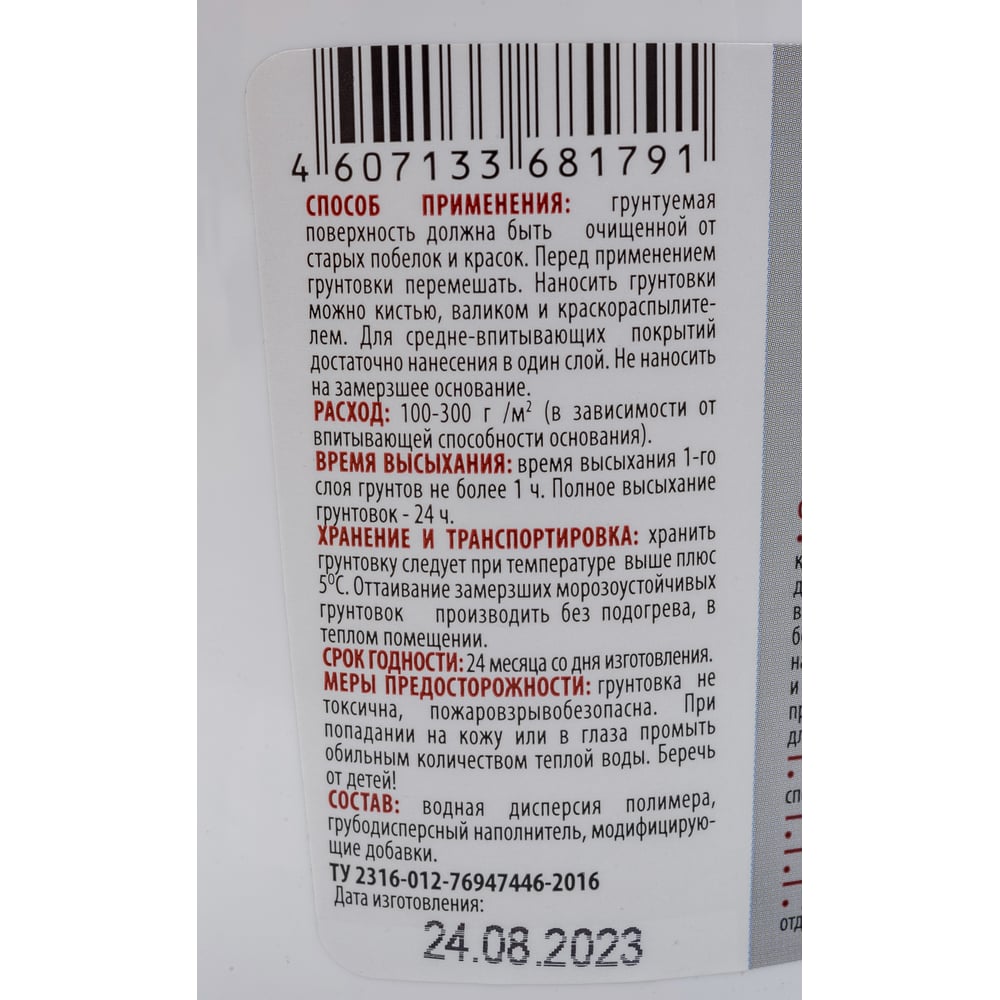 4 607133 681791
СПОСОБ ПРИМЕНЕНИЯ: грунтуемая
поверхность должна быть очищенной от
старых побелок и красок. Перед применением
грунтовки перемешать. Наносить грунтовки
можно кистью, валиком и краскораспылите-
лем. Для средне-впитывающих покрытий
достаточно нанесения в один слой. Не наносить
на замерзшее основание.
РАСХОД: 100-300 г /м² (в зависимости от
впитывающей способности основания).
ВРЕМЯ ВЫСЫХАНИЯ: время высыхания 1-го
слоя грунтов не более 1 ч. Полное высыхание
грунтовок - 24 ч.
ХРАНЕНИЕ И ТРАНСПОРТИРОВКА: хранить
грунтовку следует при температуре выше плюс
5⁰С. Оттаивание замерзших морозоустойчивых
грунтовок производить без подогрева, в
теплом помещении.
СРОК ГОДНОСТИ: 24 месяца со дня изготовления.
МЕРЫ ПРЕДОСТОРОЖНОСТИ: грунтовка не
токсична, пожаровзрывобезопасна. При
попадании на кожу или в глаза промыть
обильным количеством теплой воды. Беречь
от детей!
СОСТАВ: водная дисперсия полимера,
грубодисперсный наполнитель, модифицирую-
щие добавки.
ТУ 2316-012-76947446-2016
Дата изготовления:
24.08.2023